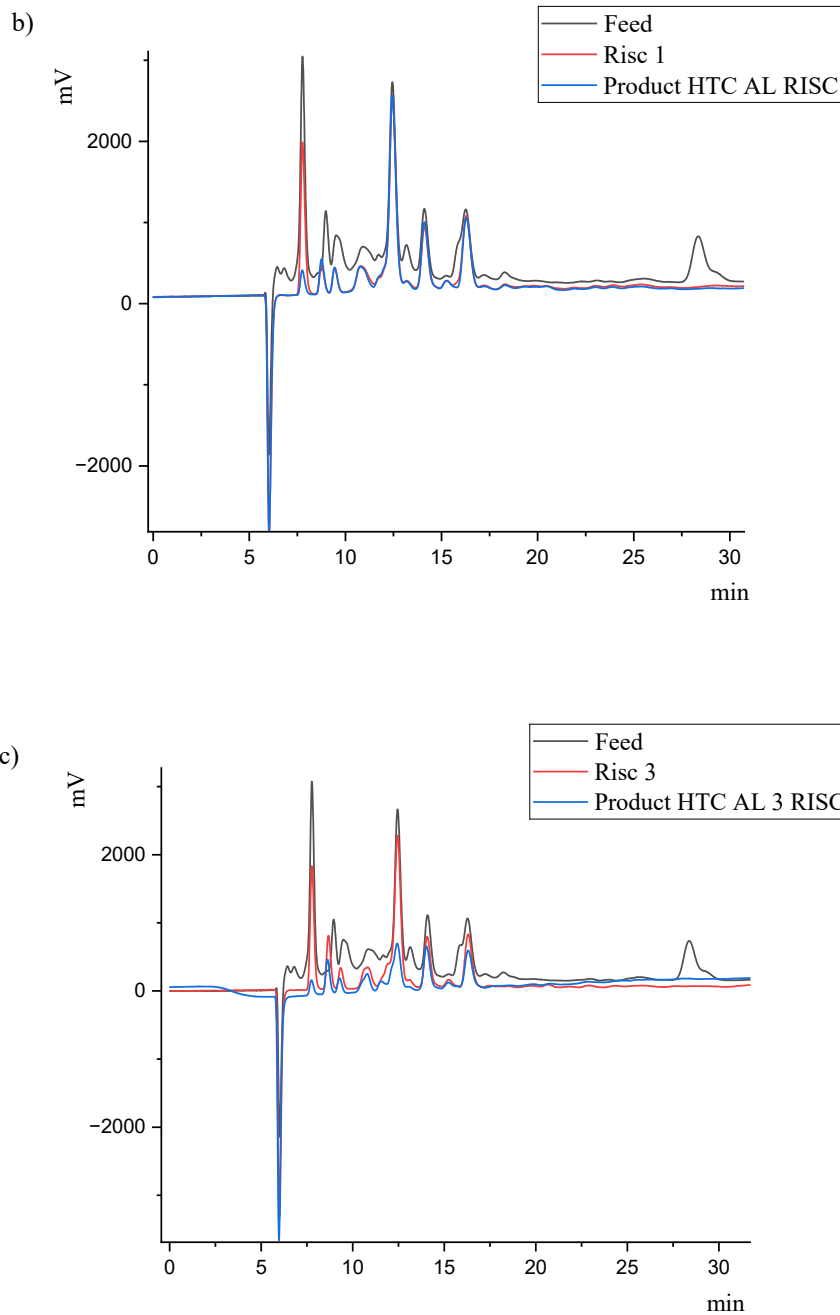 b)
Feed
Risc 1
Product HTC AL RISC
mV
2000
0
−2000
0 5 10 15 20 25 30
min
c)
Feed
Risc 3
Product HTC AL 3 RISC
mV
2000
0
−2000
0 5 10 15 20 25 30
min